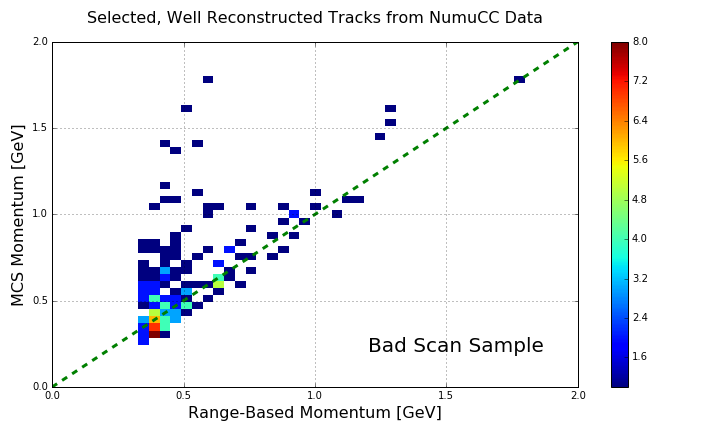 Selected, Well Reconstructed Tracks from NumuCC Data
2.0
1.5
1.0
0.5
0.0
MCS Momentum [GeV]
Bad Scan Sample
0.0 0.5 1.0 1.5 2.0
Range-Based Momentum [GeV]
8.0
7.2
6.4
5.6
4.8
4.0
3.2
2.4
1.6